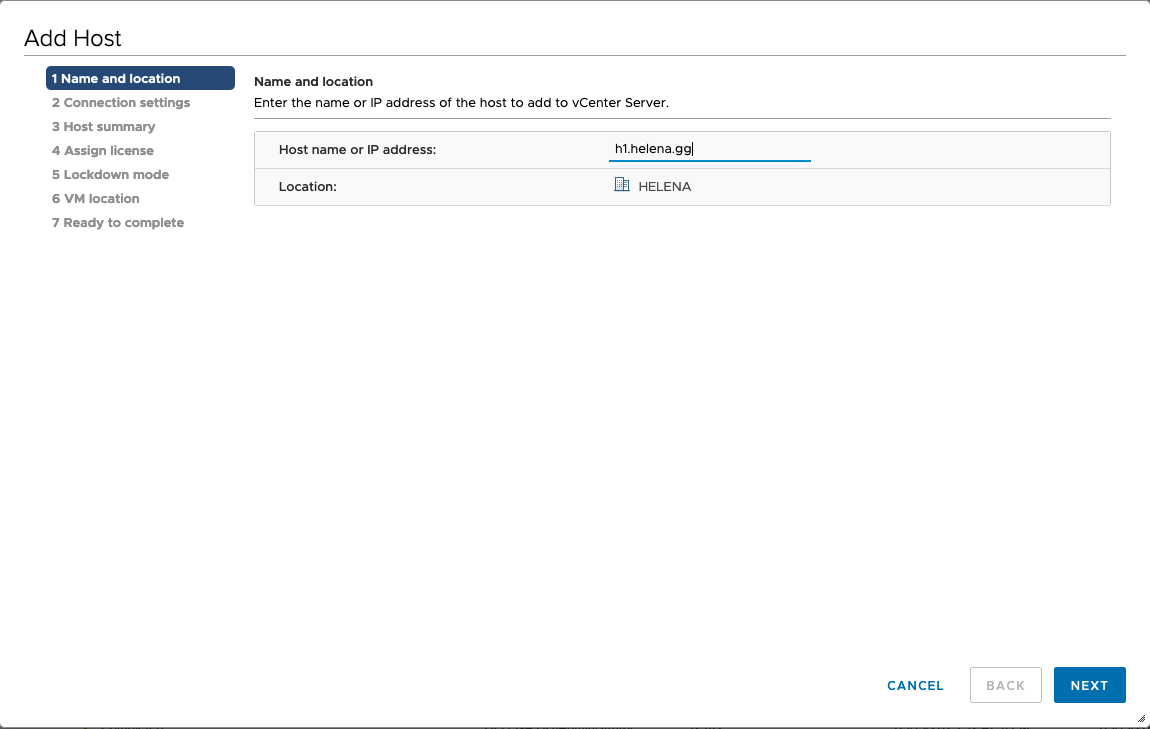 Add Host
1 Name and location
2 Connection settings
3 Host summary
4 Assign license
5 Lockdown mode
6 VM location
7 Ready to complete
Name and location
Enter the name or IP address of the host to add to vCenter Server.
Host name or IP address: h1.helena.gg
Location: HELENA
CANCEL BACK NEXT